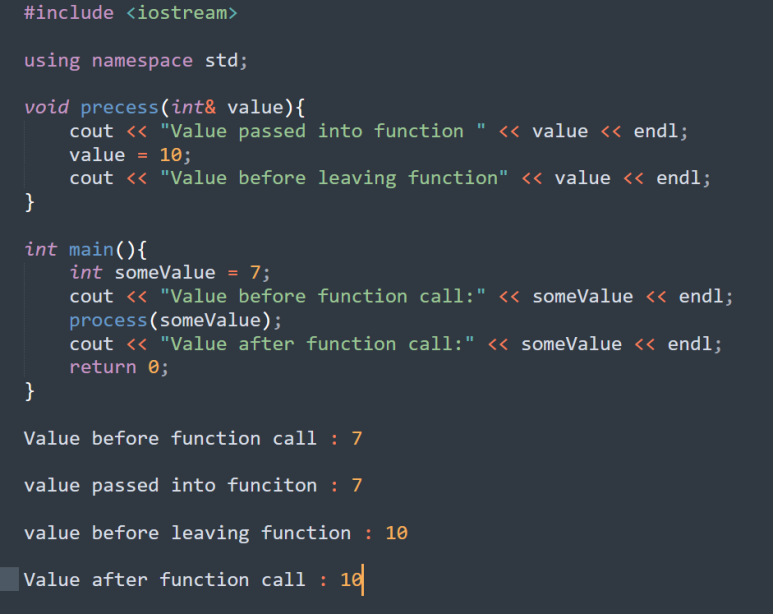 #include <iostream>
using namespace std;
void precess(int& value){
cout << "Value passed into function " << value << endl;
value = 10;
cout << "Value before leaving function" << value << endl;
}
int main(){
int someValue = 7;
cout << "Value before function call:" << someValue << endl;
process(someValue);
cout << "Value after function call:" << someValue << endl;
return 0;
}
Value before function call : 7
value passed into funciton : 7
value before leaving function : 10
Value after function call : 10